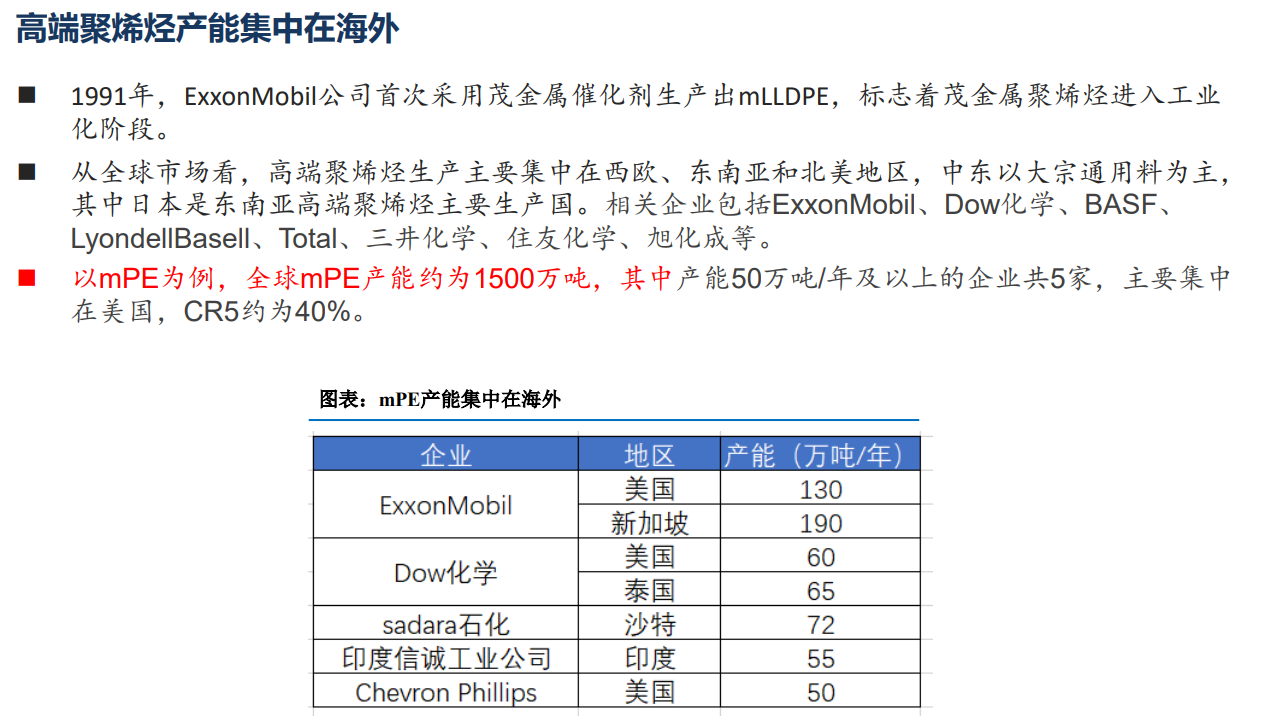 高端聚烯烃产能集中在海外
■ 1991年，ExxonMobil公司首次采用茂金属催化剂生产出mLLDPE，标志着茂金属聚烯烃进入工业
化阶段。
■ 从全球市场看，高端聚烯烃生产主要集中在西欧、东南亚和北美地区，中东以大宗通用料为主，
其中日本是东南亚高端聚烯烃主要生产国。相关企业包括ExxonMobil、Dow化学、BASF、
LyondellBasell、Total、三井化学、住友化学、旭化成等。
■ 以mPE为例，全球mPE产能约为1500万吨，其中产能50万吨/年及以上的企业共5家，主要集中
在美国，CR5约为40%。
图表：mPE产能集中在海外
企业 地区 产能（万吨/年）
ExxonMobil 美国 130
新加坡 190
Dow化学 美国 60
泰国 65
sadara石化 沙特 72
印度信诚工业公司 印度 55
Chevron Phillips 美国 50